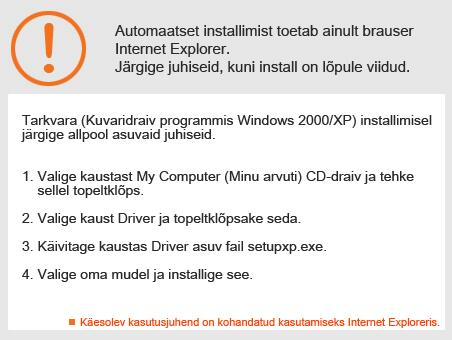 Automaatset installimist toetab ainult brauser
Internet Explorer.
Järgige juhiseid, kuni install on lõpule viidud.
Tarkvara (Kuvaridraiv programmis Windows 2000/XP) installimisel
järgige allpool asuvaid juhiseid.
1. Valige kaustast My Computer (Minu arvuti) CD-draiv ja tehke
sellel topeltklõps.
2. Valige kaust Driver ja topeltklõpsake seda.
3. Käivitage kaustas Driver asuv fail setupxp.exe.
4. Valige oma mudel ja installige see.
Käesolev kasutusjuhend on kohandatud kasutamiseks Internet Exploreris.